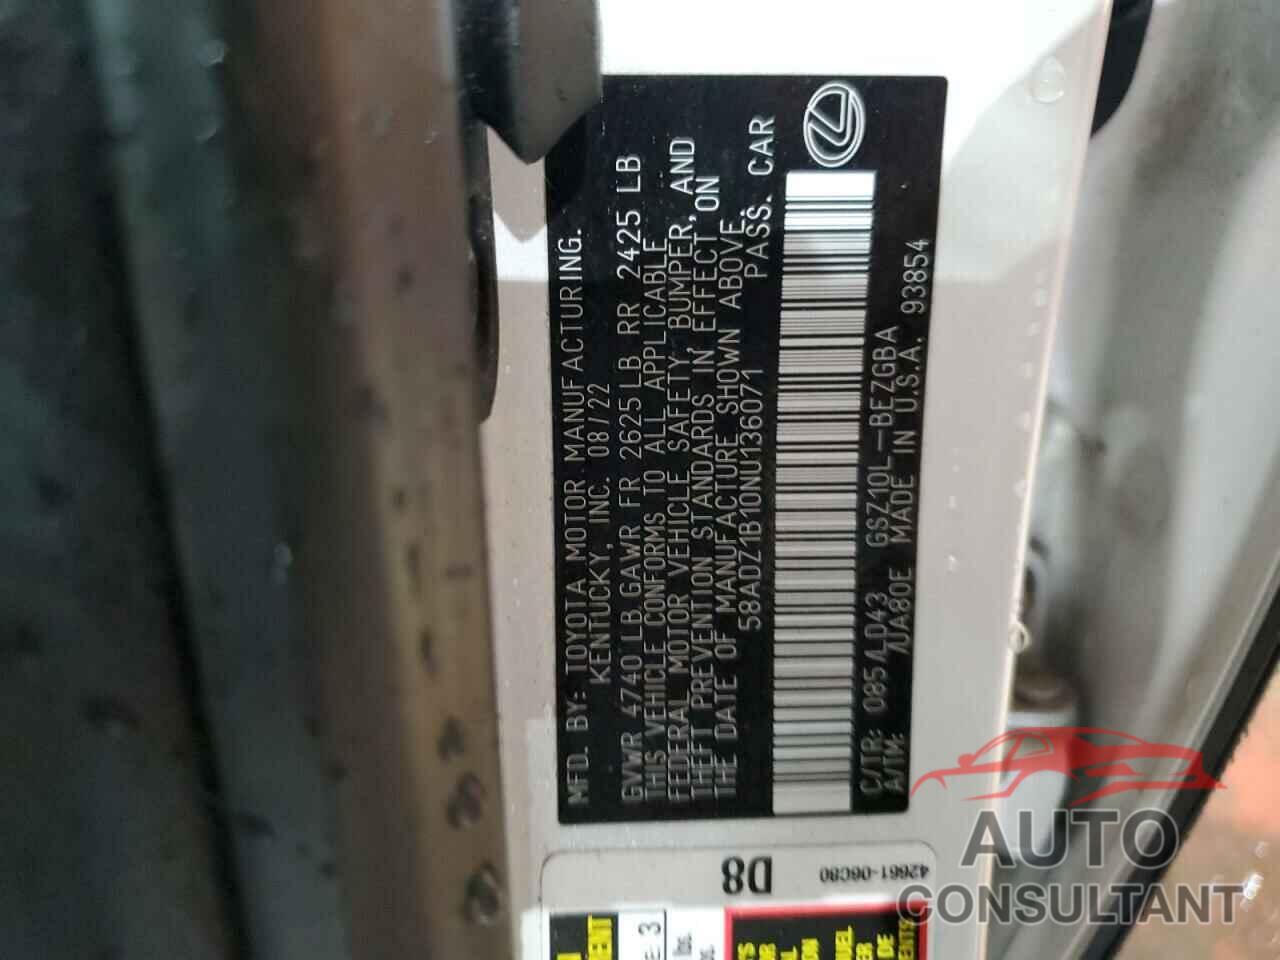 MFD. BY: TOYOTA MOTOR MANUFACTURING.
KENTUCKY, INC. 08/22
GVWR 4740 LB GAWR FR 2625 LB RR 2425 LB
THIS VEHICLE CONFORMS TO ALL APPLICABLE
FEDERAL MOTOR VEHICLE SAFETY, BUMPER, AND
THEFT PREVENTION STANDARDS IN EFFECT ON
THE DATE OF MANUFACTURE SHOWN ABOVE.
58ADZ1B10NU136071 PASS. CAR
C/TR: 085/LD43 GSZ10L-BEZGBA
A/TM: /UA80E MADE IN U.S.A. 93854
D8
42661-06C80
3
AUTO
CONSULTANT